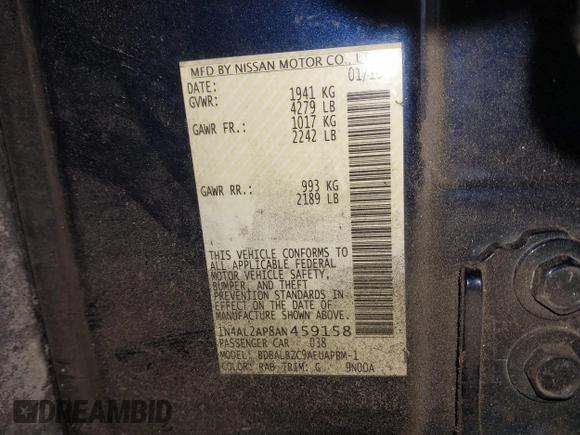 MFD BY NISSAN MOTOR CO.,
DATE: 01/10
GVWR: 1941 KG
4279 LB
GAWR FR.: 1017 KG
2242 LB
GAWR RR.: 993 KG
2189 LB
THIS VEHICLE CONFORMS TO
ALL APPLICABLE FEDERAL
MOTOR VEHICLE SAFETY,
BUMPER, AND THEFT
PREVENTION STANDARDS
IN EFFECT ON THE DATE OF
MANUFACTURE SHOWN ABOVE.
1N4AL2AP8AN459158
PASSENGER CAR 038
MODEL: BDBALBZC9AEUAPBM-1
COLOR: RAB TRIM: G 9N00A
DREAMBID